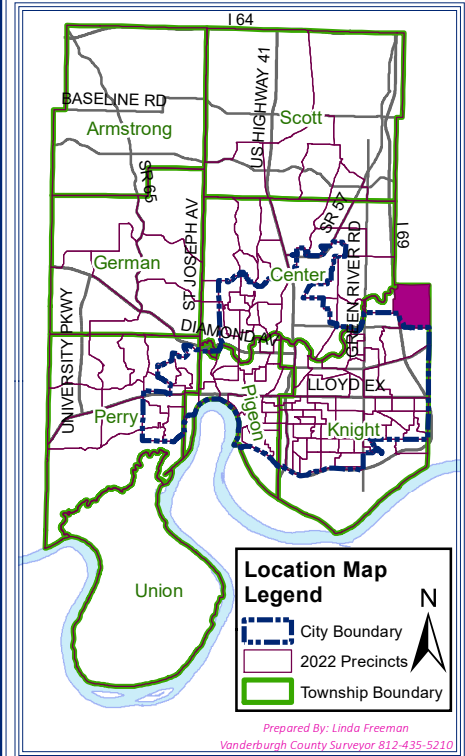 I 64
BASELINE RD
Armstrong
Scott
US HIGHWAY 41
SR 65
SR 57
I 69
ST JOSEPH AV
German
Center
GREEN RIVER RD
UNIVERSITY PKWY
DIAMOND AV
LLOYD EX
Perry
Pigeon
Knight
Union
Location Map
Legend
N
City Boundary
2022 Precincts
Township Boundary
Prepared By: Linda Freeman
Vanderburgh County Surveyor 812-435-5210